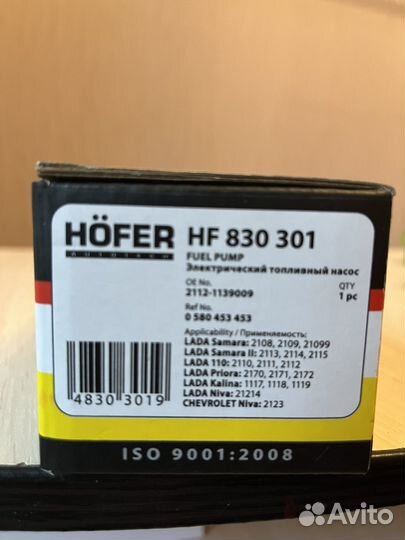 HÖFER
AUTOTECH
HF 830 301
FUEL PUMP
Электрический топливный насос
OE No.
2112-1139009
QTY
1 pc
Ref No.
0 580 453 453
Applicability / Применяемость:
LADA Samara: 2108, 2109, 21099
LADA Samara II: 2113, 2114, 2115
LADA 110: 2110, 2111, 2112
LADA Priora: 2170, 2171, 2172
LADA Kalina: 1117, 1118, 1119
LADA Niva: 21214
CHEVROLET Niva: 2123
4830 3019
ISO 9001:2008
Avito